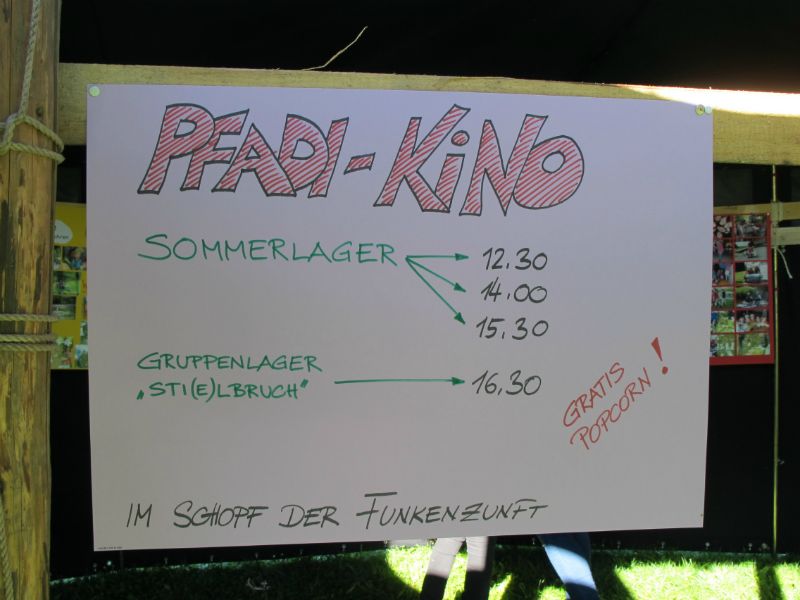 PFADI-KINO
SOMMERLAGER 12.30
14.00
15.30
GRUPPENLAGER
„STI(E)LBRUCH" 16.30
GRATIS
POPCORN!
IM SCHOPF DER FUNKENZUNFT